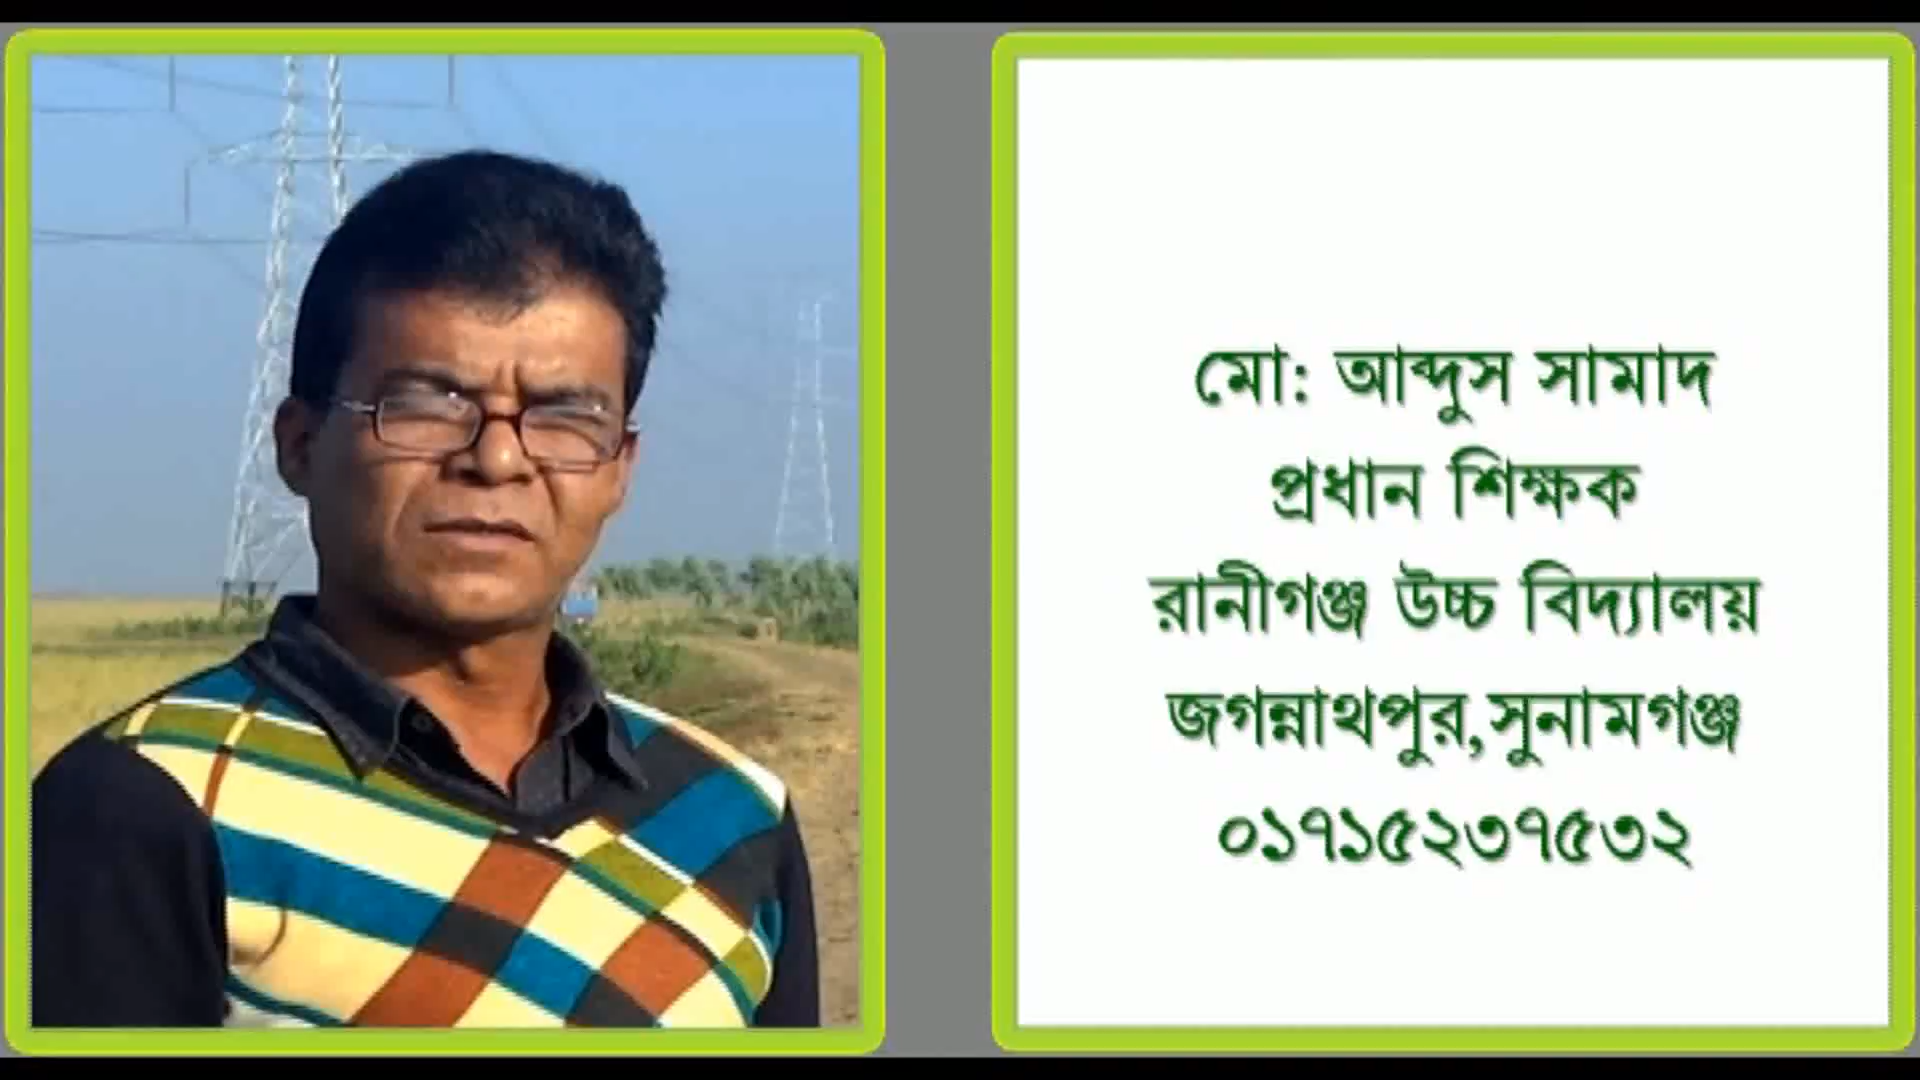 মো: আব্দুস সামাদ
প্রধান শিক্ষক
রানীগঞ্জ উচ্চ বিদ্যালয়
জগন্নাথপুর,সুনামগঞ্জ
০১৭১৫২৩৭৫৩২